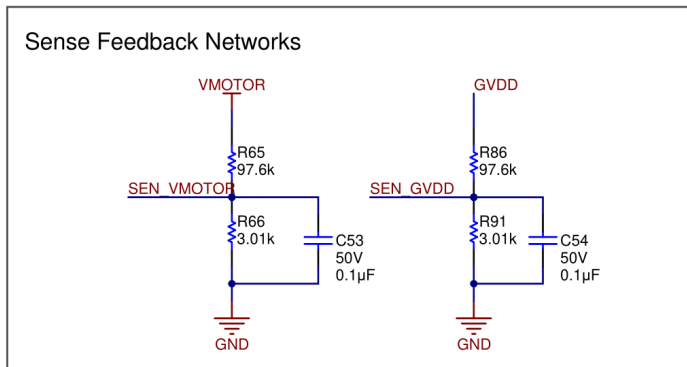 Sense Feedback Networks
VMOTOR
GVDD
R65
97.6k
R86
97.6k
SEN_VMOTOR
SEN_GVDD
R66
3.01k
R91
3.01k
C53
50V
0.1µF
C54
50V
0.1µF
GND
GND